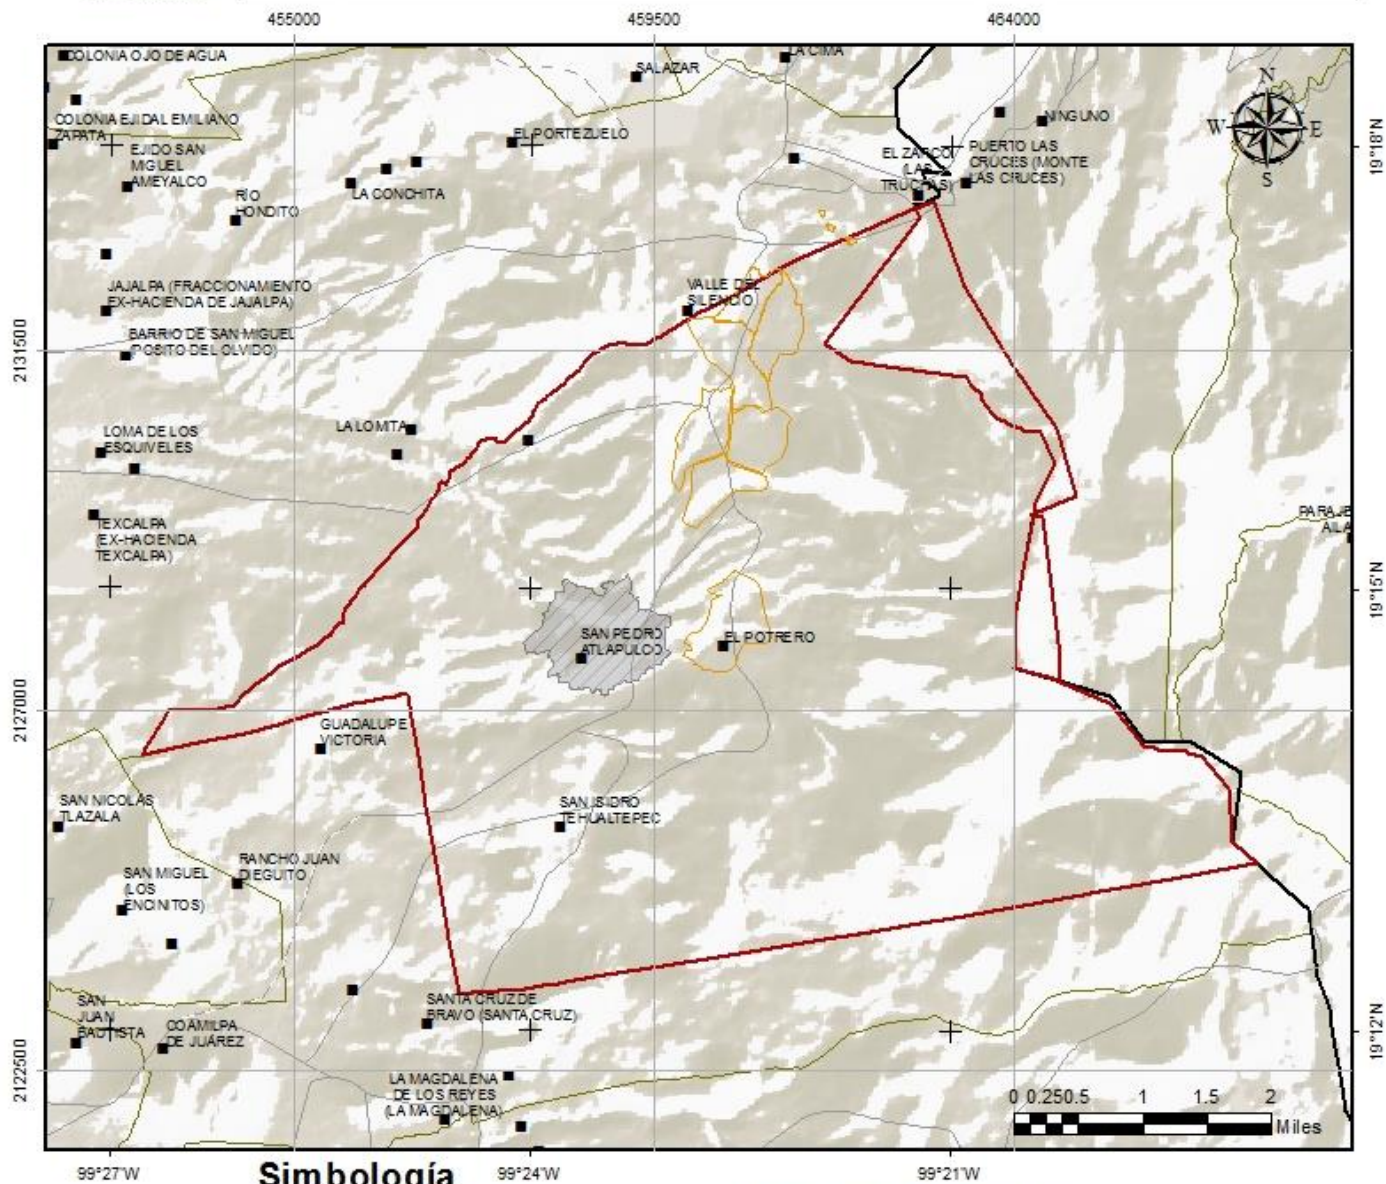 455000
459500
464000
COLONIA OJO DE AGUA
SALAZAR
LA CIMA
N
COLONIA EJIDAL EMILIANO
ZAPATA
EL PORTEZUELO
NINGUNO
W
E
S
19°18'N
EJIDO SAN
MIGUEL
AMEYALCO
EL ZARCO
(LAS
TRUCHAS)
PUERTO LAS
CRUCES (MONTE
LAS CRUCES)
RÍO
HONDITO
LA CONCHITA
JAJALPA (FRACCIONAMIENTO
EX-HACIENDA DE JAJALPA)
VALLE DEL
SILENCIO)
BARRIO DE SAN MIGUEL
(POSITO DEL OLVIDO)
2131500
LA LOMITA
LOMA DE LOS
ESQUIVELES
TEXCALPA
(EX-HACIENDA
TEXCALPA)
PARAJE
AILA
19°15'N
SAN PEDRO
ATLAPULCO
EL POTRERO
2127000
GUADALUPE
VICTORIA
SAN NICOLÁS
TLAZALA
SAN ISIDRO
TEHUALTEPEC
RANCHO JUAN
DIEGUITO
SAN MIGUEL
(LOS
ENCINITOS)
SAN
JUAN
BAUTISTA
COAMILPA
DE JUÁREZ
SANTA CRUZ DE
BRAVO (SANTA CRUZ)
19°12'N
2122500
LA MAGDALENA
DE LOS REYES
(LA MAGDALENA)
0 0.250.5 1 1.5 2
Miles
99°27'W
Simbología
99°24'W
99°21'W